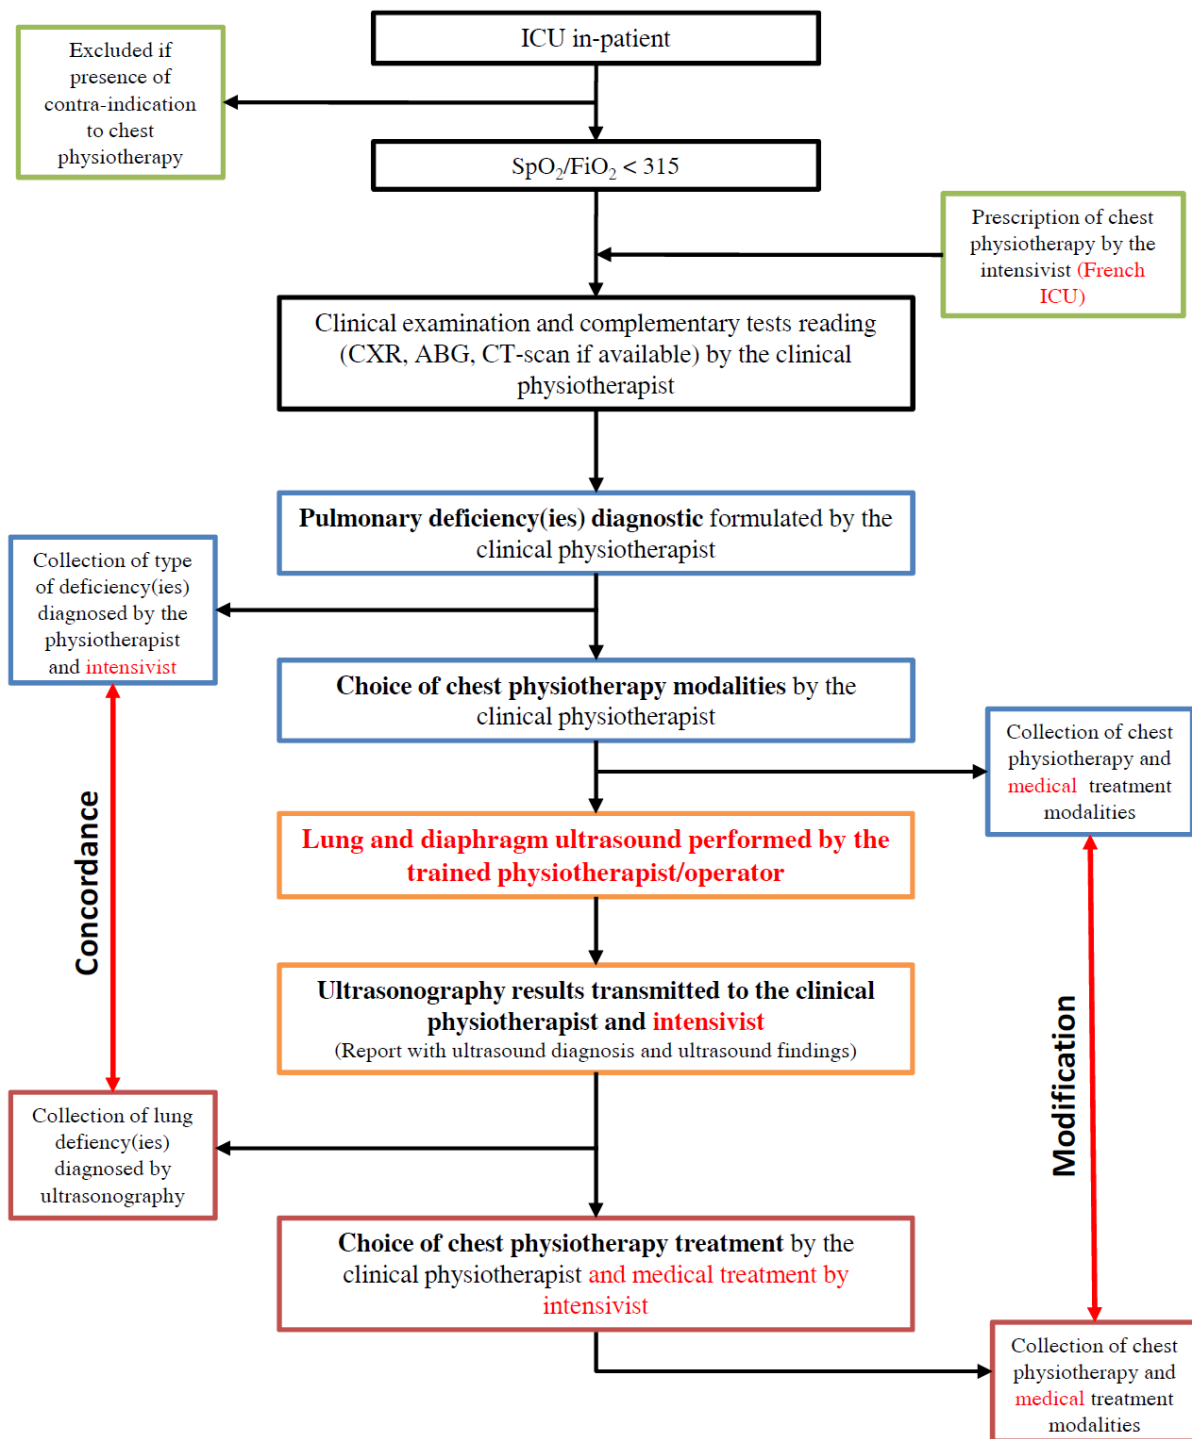 ICU in-patient
Excluded if
presence of
contra-indication
to chest
physiotherapy
SpO₂/FiO₂ < 315
Prescription of chest
physiotherapy by the
intensivist (French
ICU)
Clinical examination and complementary tests reading
(CXR, ABG, CT-scan if available) by the clinical
physiotherapist
Pulmonary deficiency(ies) diagnostic formulated by the
clinical physiotherapist
Collection of type
of deficiency(ies)
diagnosed by the
physiotherapist
and intensivist
Choice of chest physiotherapy modalities by the
clinical physiotherapist
Collection of chest
physiotherapy and
medical treatment
modalities
Concordance
Lung and diaphragm ultrasound performed by the
trained physiotherapist/operator
Ultrasonography results transmitted to the clinical
physiotherapist and intensivist
(Report with ultrasound diagnosis and ultrasound findings)
Modification
Collection of lung
defiency(ies)
diagnosed by
ultrasonography
Choice of chest physiotherapy treatment by the
clinical physiotherapist and medical treatment by
intensivist
Collection of chest
physiotherapy and
medical treatment
modalities